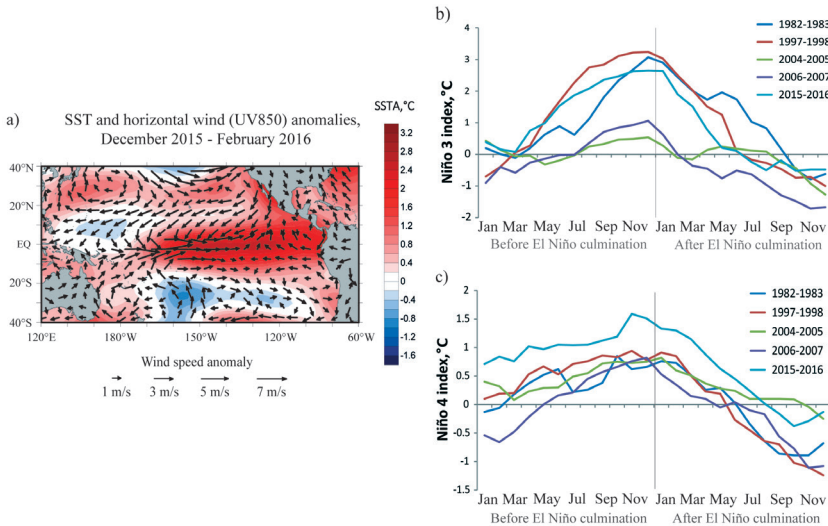 a)
SST and horizontal wind (UV850) anomalies,
December 2015 - February 2016
SSTA,°C
3.2
2.8
2.4
2
1.6
1.2
0.8
0.4
0
-0.4
-0.8
-1.2
-1.6
40°N
20°N
EQ
20°S
40°S
120°E 180°W 150°W 120°W 60°W
Wind speed anomaly
1 m/s 3 m/s 5 m/s 7 m/s
b)
Niño 3 index,°C
4
3
2
1
0
-1
-2
1982-1983
1997-1998
2004-2005
2006-2007
2015-2016
Jan Mar May Jul Sep Nov Jan Mar May Jul Sep Nov
Before El Niño culmination After El Niño culmination
c)
Niño 4 index,°C
2
1.5
1
0.5
0
-0.5
-1
-1.5
1982-1983
1997-1998
2004-2005
2006-2007
2015-2016
Jan Mar May Jul Sep Nov Jan Mar May Jul Sep Nov
Before El Niño culmination After El Niño culmination